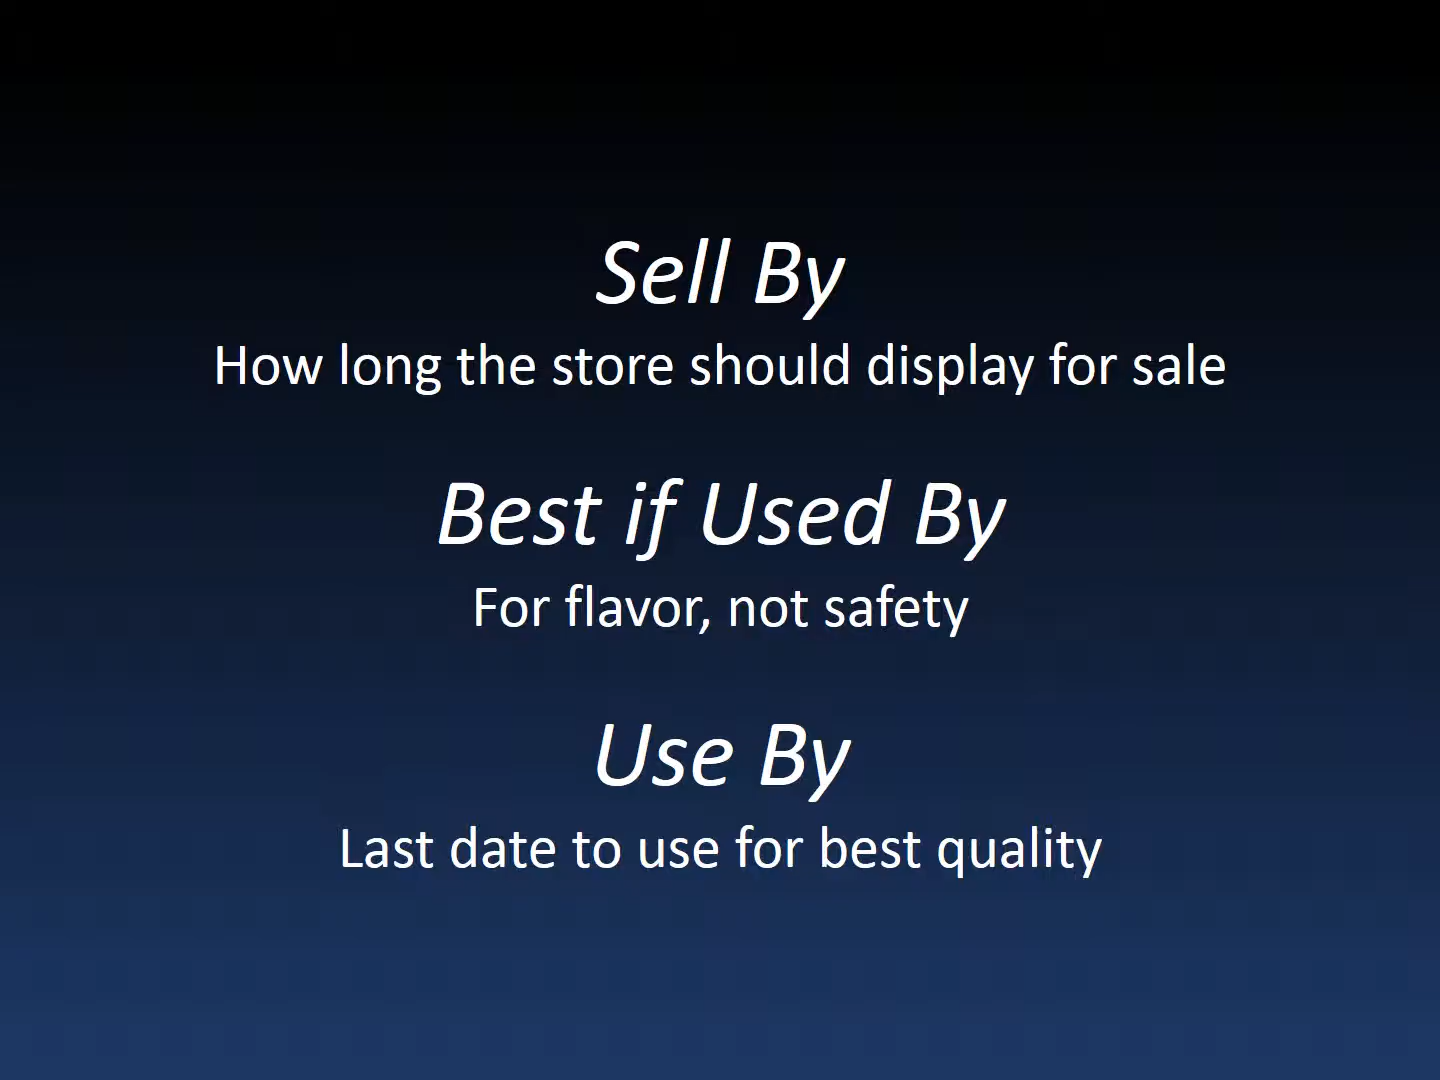 Sell By
How long the store should display for sale
Best if Used By
For flavor, not safety
Use By
Last date to use for best quality